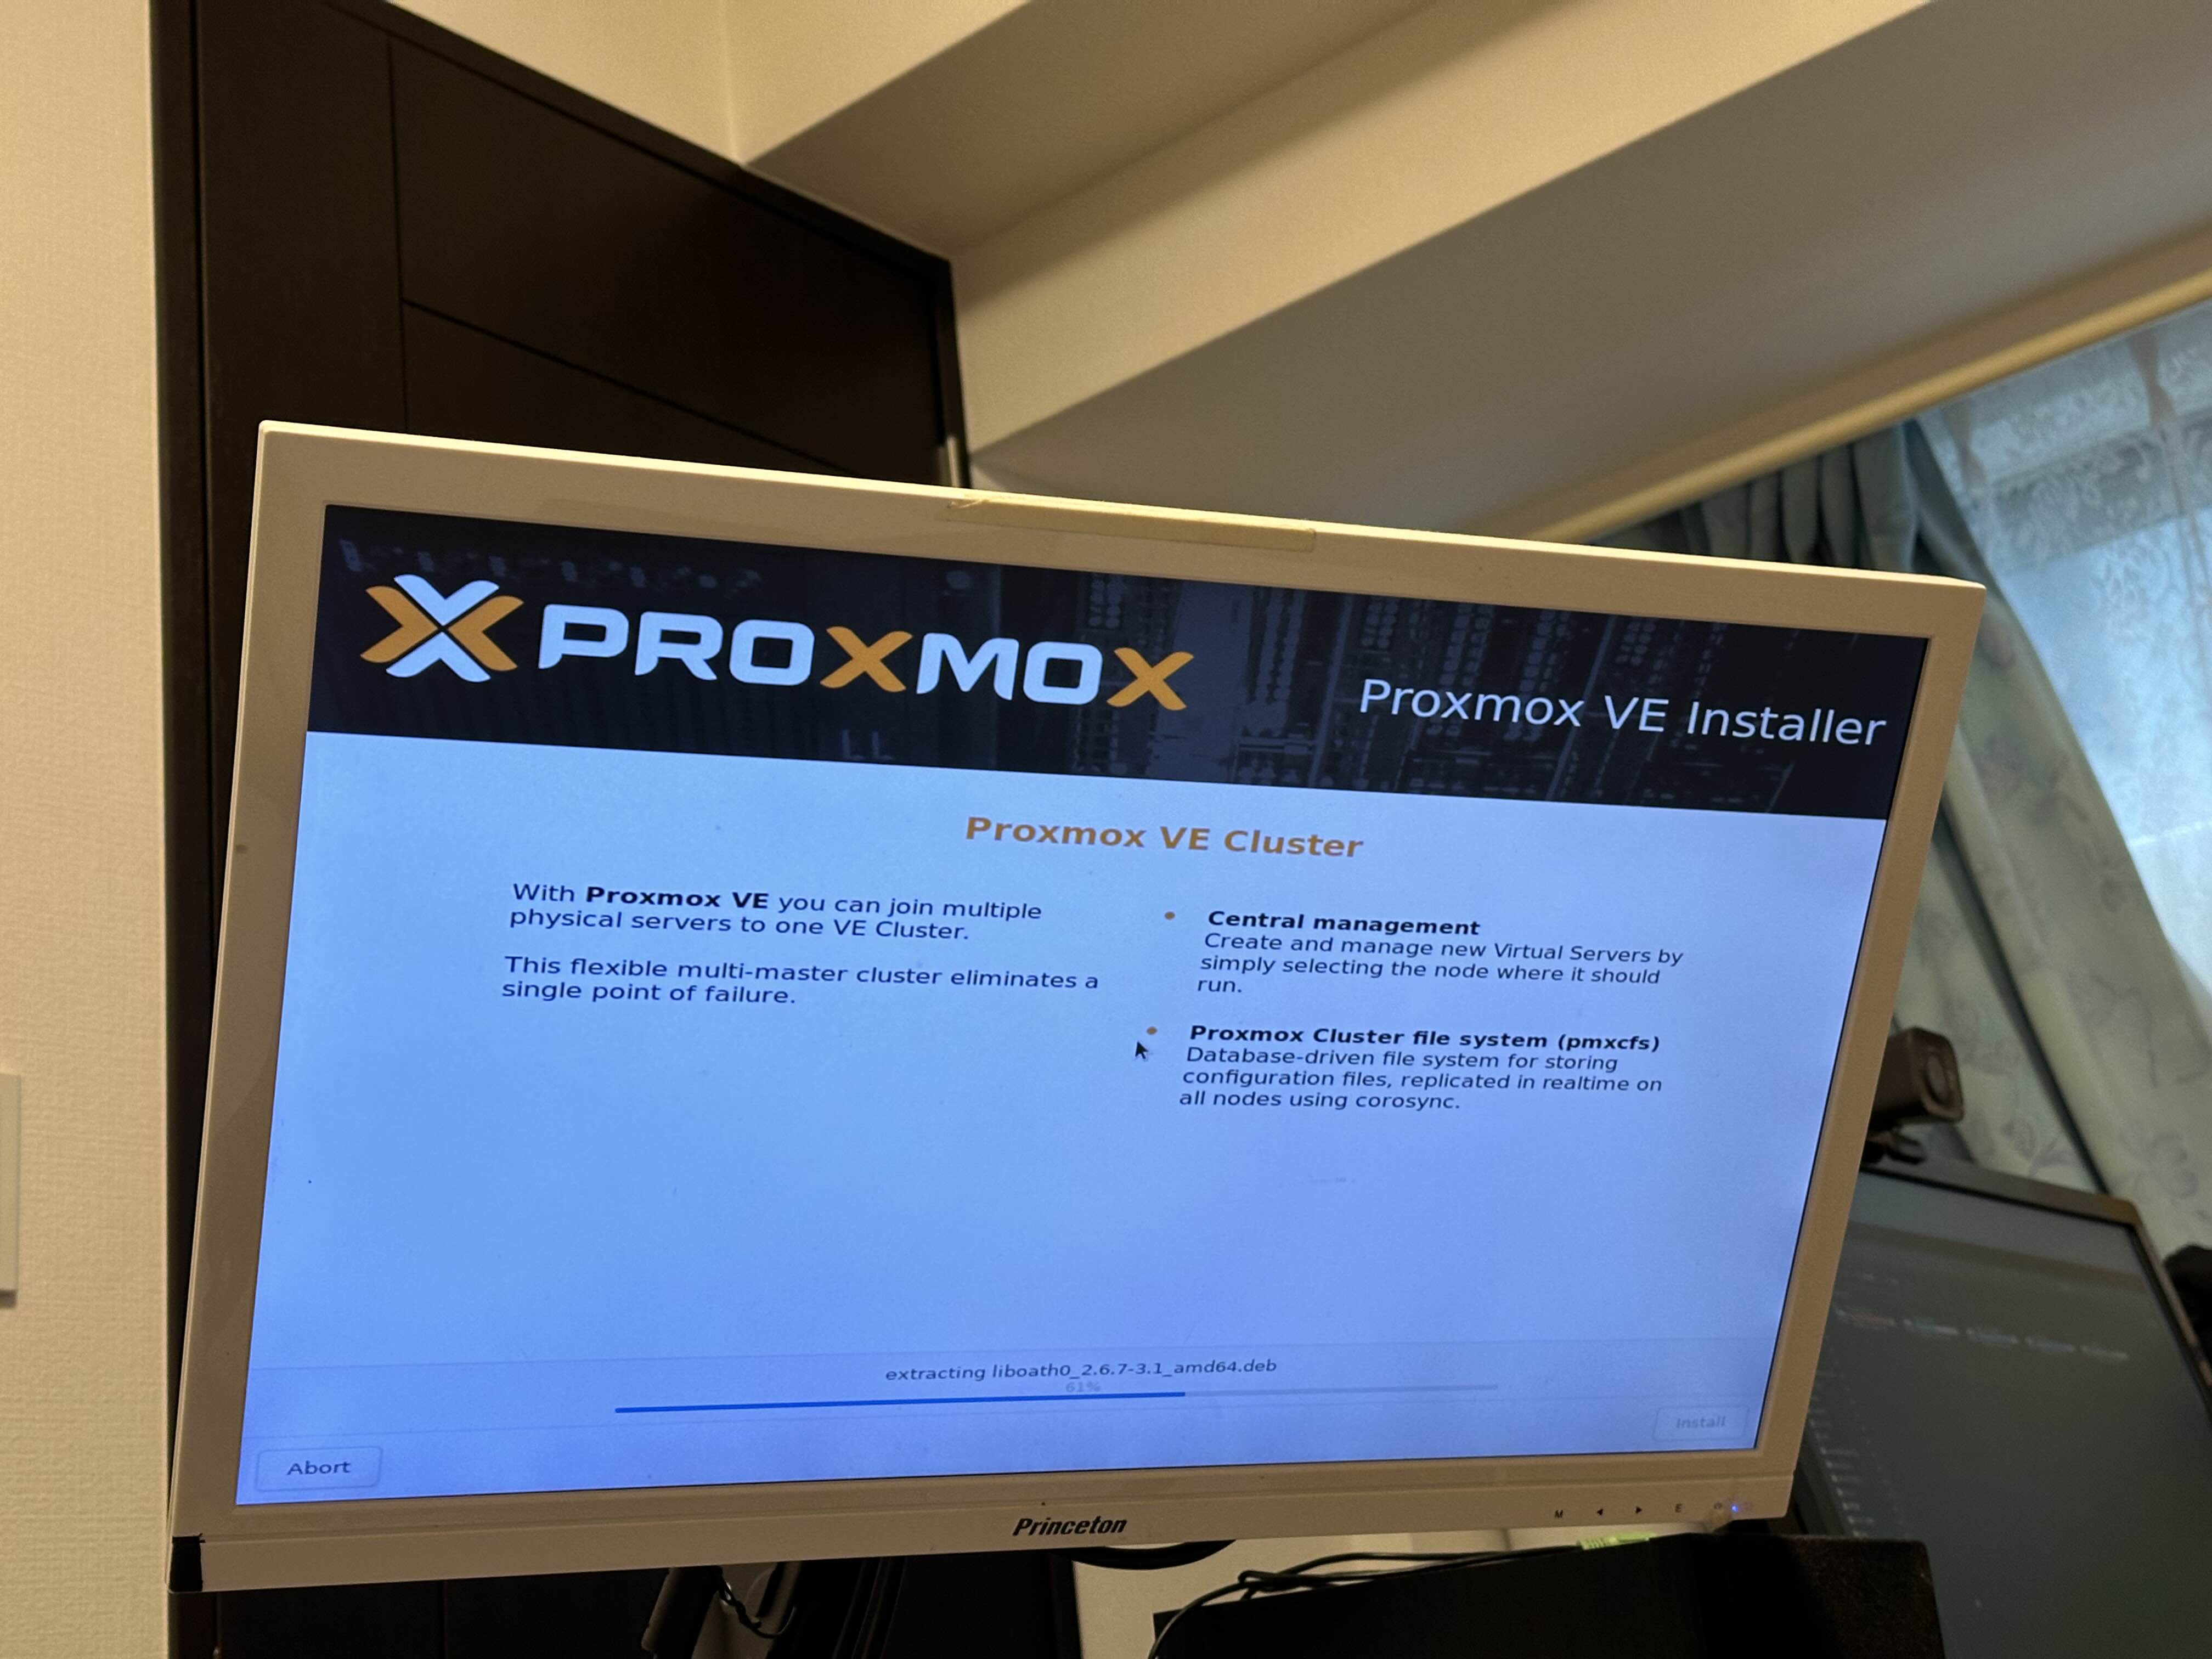 PROXMOX
Proxmox VE Installer
Proxmox VE Cluster
With Proxmox VE you can join multiple
physical servers to one VE Cluster.
This flexible multi-master cluster eliminates a
single point of failure.
Central management
Create and manage new Virtual Servers by
simply selecting the node where it should
run.
Proxmox Cluster file system (pmxcfs)
Database-driven file system for storing
configuration files, replicated in realtime on
all nodes using corosync.
extracting liboath0_2.6.7-3.1_amd64.deb
61%
Install
Abort
Princeton
M E